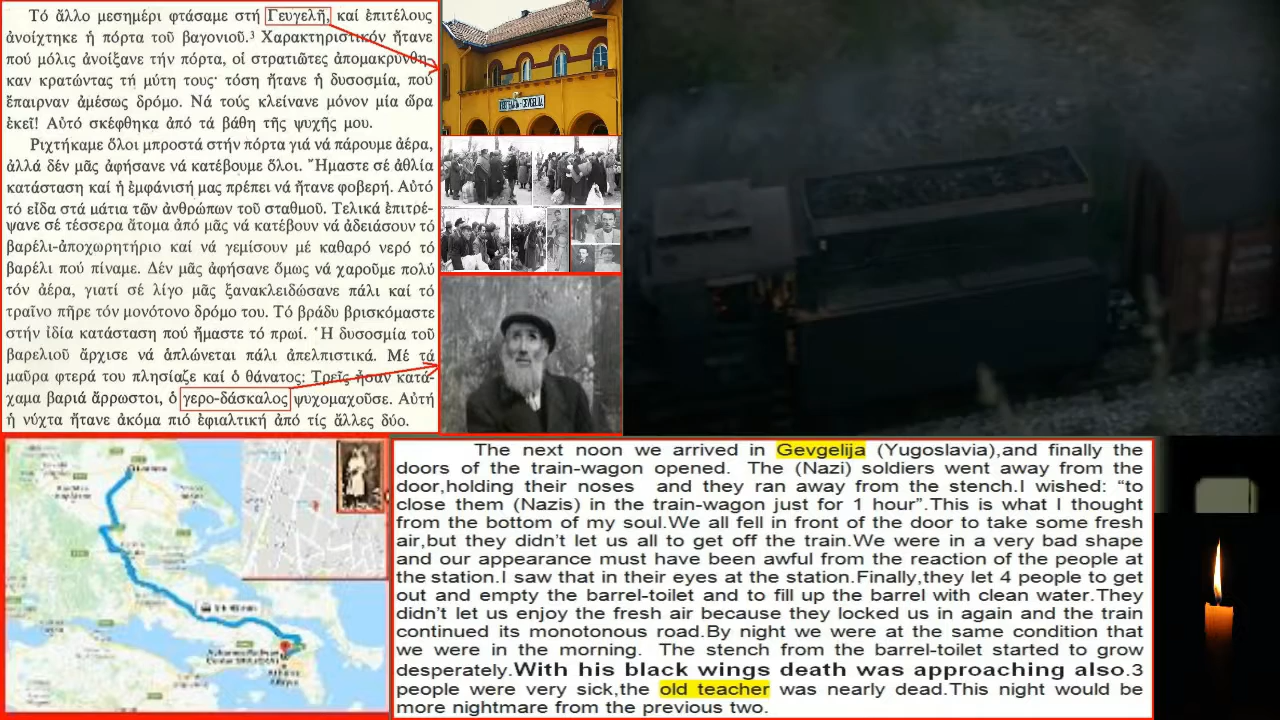 Τό ἄλλο μεσημέρι φτάσαμε στή Γευγελῆ, καί ἐπιτέλους
ἀνοίχτηκε ἡ πόρτα τοῦ βαγονιοῦ.³ Χαρακτηριστικόν ἤτανε
πού μόλις ἀνοίξανε τήν πόρτα, οἱ στρατιῶτες ἀπομακρύνθη-
καν κρατώντας τή μύτη τους· τόση ἤτανε ἡ δυσοσμία, πού
ἔπαιρναν ἀμέσως δρόμο. Νά τούς κλείνανε μόνον μία ὥρα
ἐκεῖ! Αὐτό σκέφθηκα ἀπό τά βάθη τῆς ψυχῆς μου.
Ριχτήκαμε ὅλοι μπροστά στήν πόρτα γιά νά πάρουμε ἀέρα,
ἀλλά δέν μᾶς ἀφήσανε νά κατέβουμε ὅλοι. Ἤμαστε σέ ἀθλία
κατάσταση καί ἡ ἐμφάνισή μας πρέπει νά ἤτανε φοβερή. Αὐτό
τό εἶδα στά μάτια τῶν ἀνθρώπων τοῦ σταθμοῦ. Τελικά ἐπιτρέ-
ψανε σέ τέσσερα ἄτομα ἀπό μᾶς νά κατέβουν νά ἀδειάσουν τό
βαρέλι-ἀποχωρητήριο καί νά γεμίσουν μέ καθαρό νερό τό
βαρέλι πού πίναμε. Δέν μᾶς ἀφήσανε ὅμως νά χαροῦμε πολύ
τόν ἀέρα, γιατί σέ λίγο μᾶς ξανακλειδώσανε πάλι καί τό
τραῖνο πῆρε τόν μονότονο δρόμο του. Τό βράδυ βρισκόμαστε
στήν ἰδία κατάσταση πού ἤμαστε τό πρωί. Ἡ δυσοσμία τοῦ
βαρελιοῦ ἄρχισε νά ἁπλώνεται πάλι ἀπελπιστικά. Μέ τά
μαῦρα φτερά του πλησίαζε καί ὁ θάνατος: Τρεῖς ἦσαν κατά-
χαμα βαριά ἄρρωστοι, ὁ γερο-δάσκαλος ψυχομαχοῦσε. Αὐτή
ἡ νύχτα ἤτανε ἀκόμα πιό ἐφιαλτική ἀπό τίς ἄλλες δύο.
The next noon we arrived in Gevgelija (Yugoslavia),and finally the
doors of the train-wagon opened. The (Nazi) soldiers went away from the
door,holding their noses and they ran away from the stench.I wished: “to
close them (Nazis) in the train-wagon just for 1 hour”.This is what I thought
from the bottom of my soul.We all fell in front of the door to take some fresh
air,but they didn’t let us all to get off the train.We were in a very bad shape
and our appearance must have been awful from the reaction of the people at
the station.I saw that in their eyes at the station.Finally,they let 4 people to get
out and empty the barrel-toilet and to fill up the barrel with clean water.They
didn’t let us enjoy the fresh air because they locked us in again and the train
continued its monotonous road.By night we were at the same condition that
we were in the morning. The stench from the barrel-toilet started to grow
desperately.With his black wings death was approaching also.3
people were very sick,the old teacher was nearly dead.This night would be
more nightmare from the previous two.